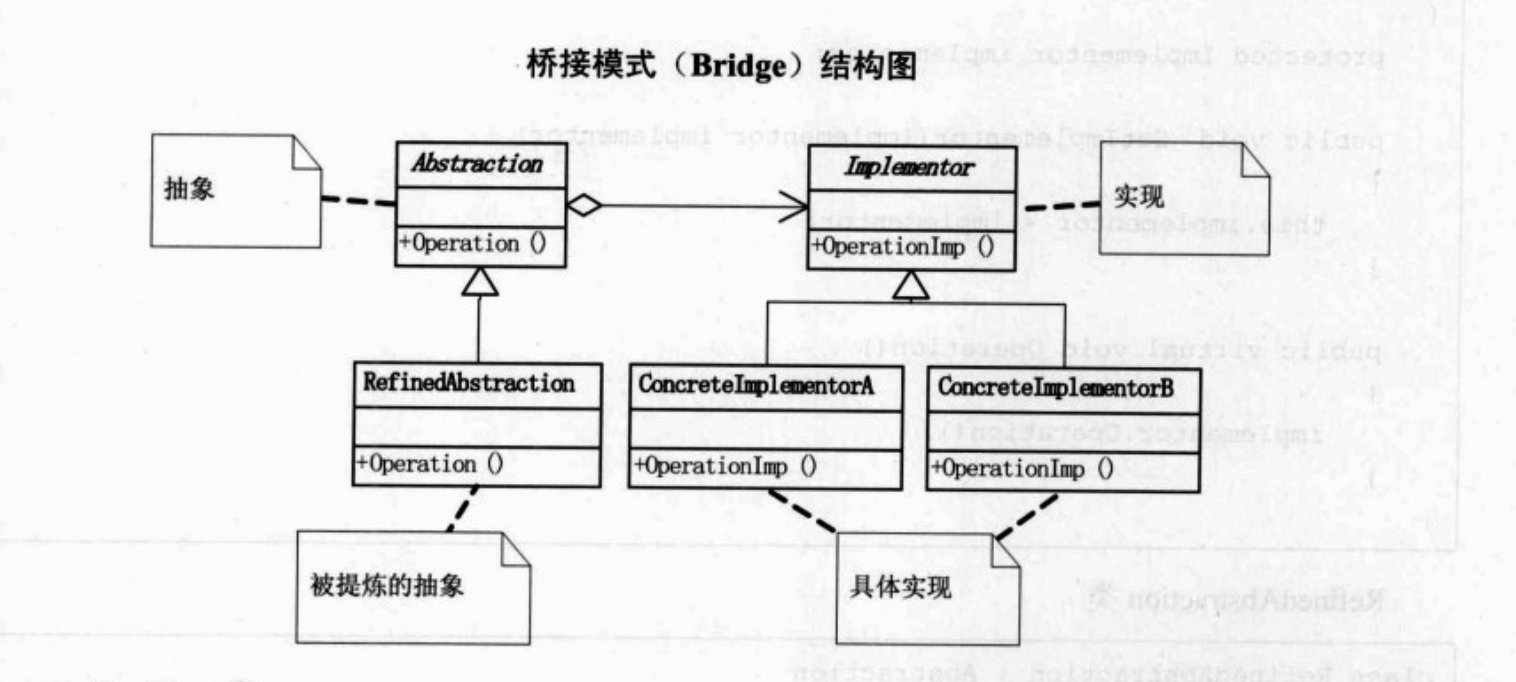 桥接模式（Bridge）结构图
抽象
Abstraction
+Operation ()
Implementor
+OperationImp ()
实现
RefinedAbstraction
+Operation ()
ConcreteImplementorA
+OperationImp ()
ConcreteImplementorB
+OperationImp ()
被提炼的抽象
具体实现